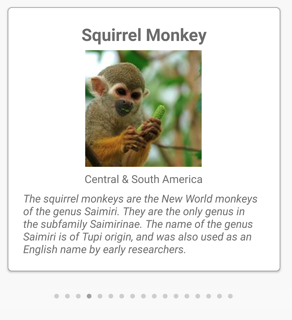 Squirrel Monkey
Central & South America
The squirrel monkeys are the New World monkeys
of the genus Saimiri. They are the only genus in
the subfamily Saimirinae. The name of the genus
Saimiri is of Tupi origin, and was also used as an
English name by early researchers.